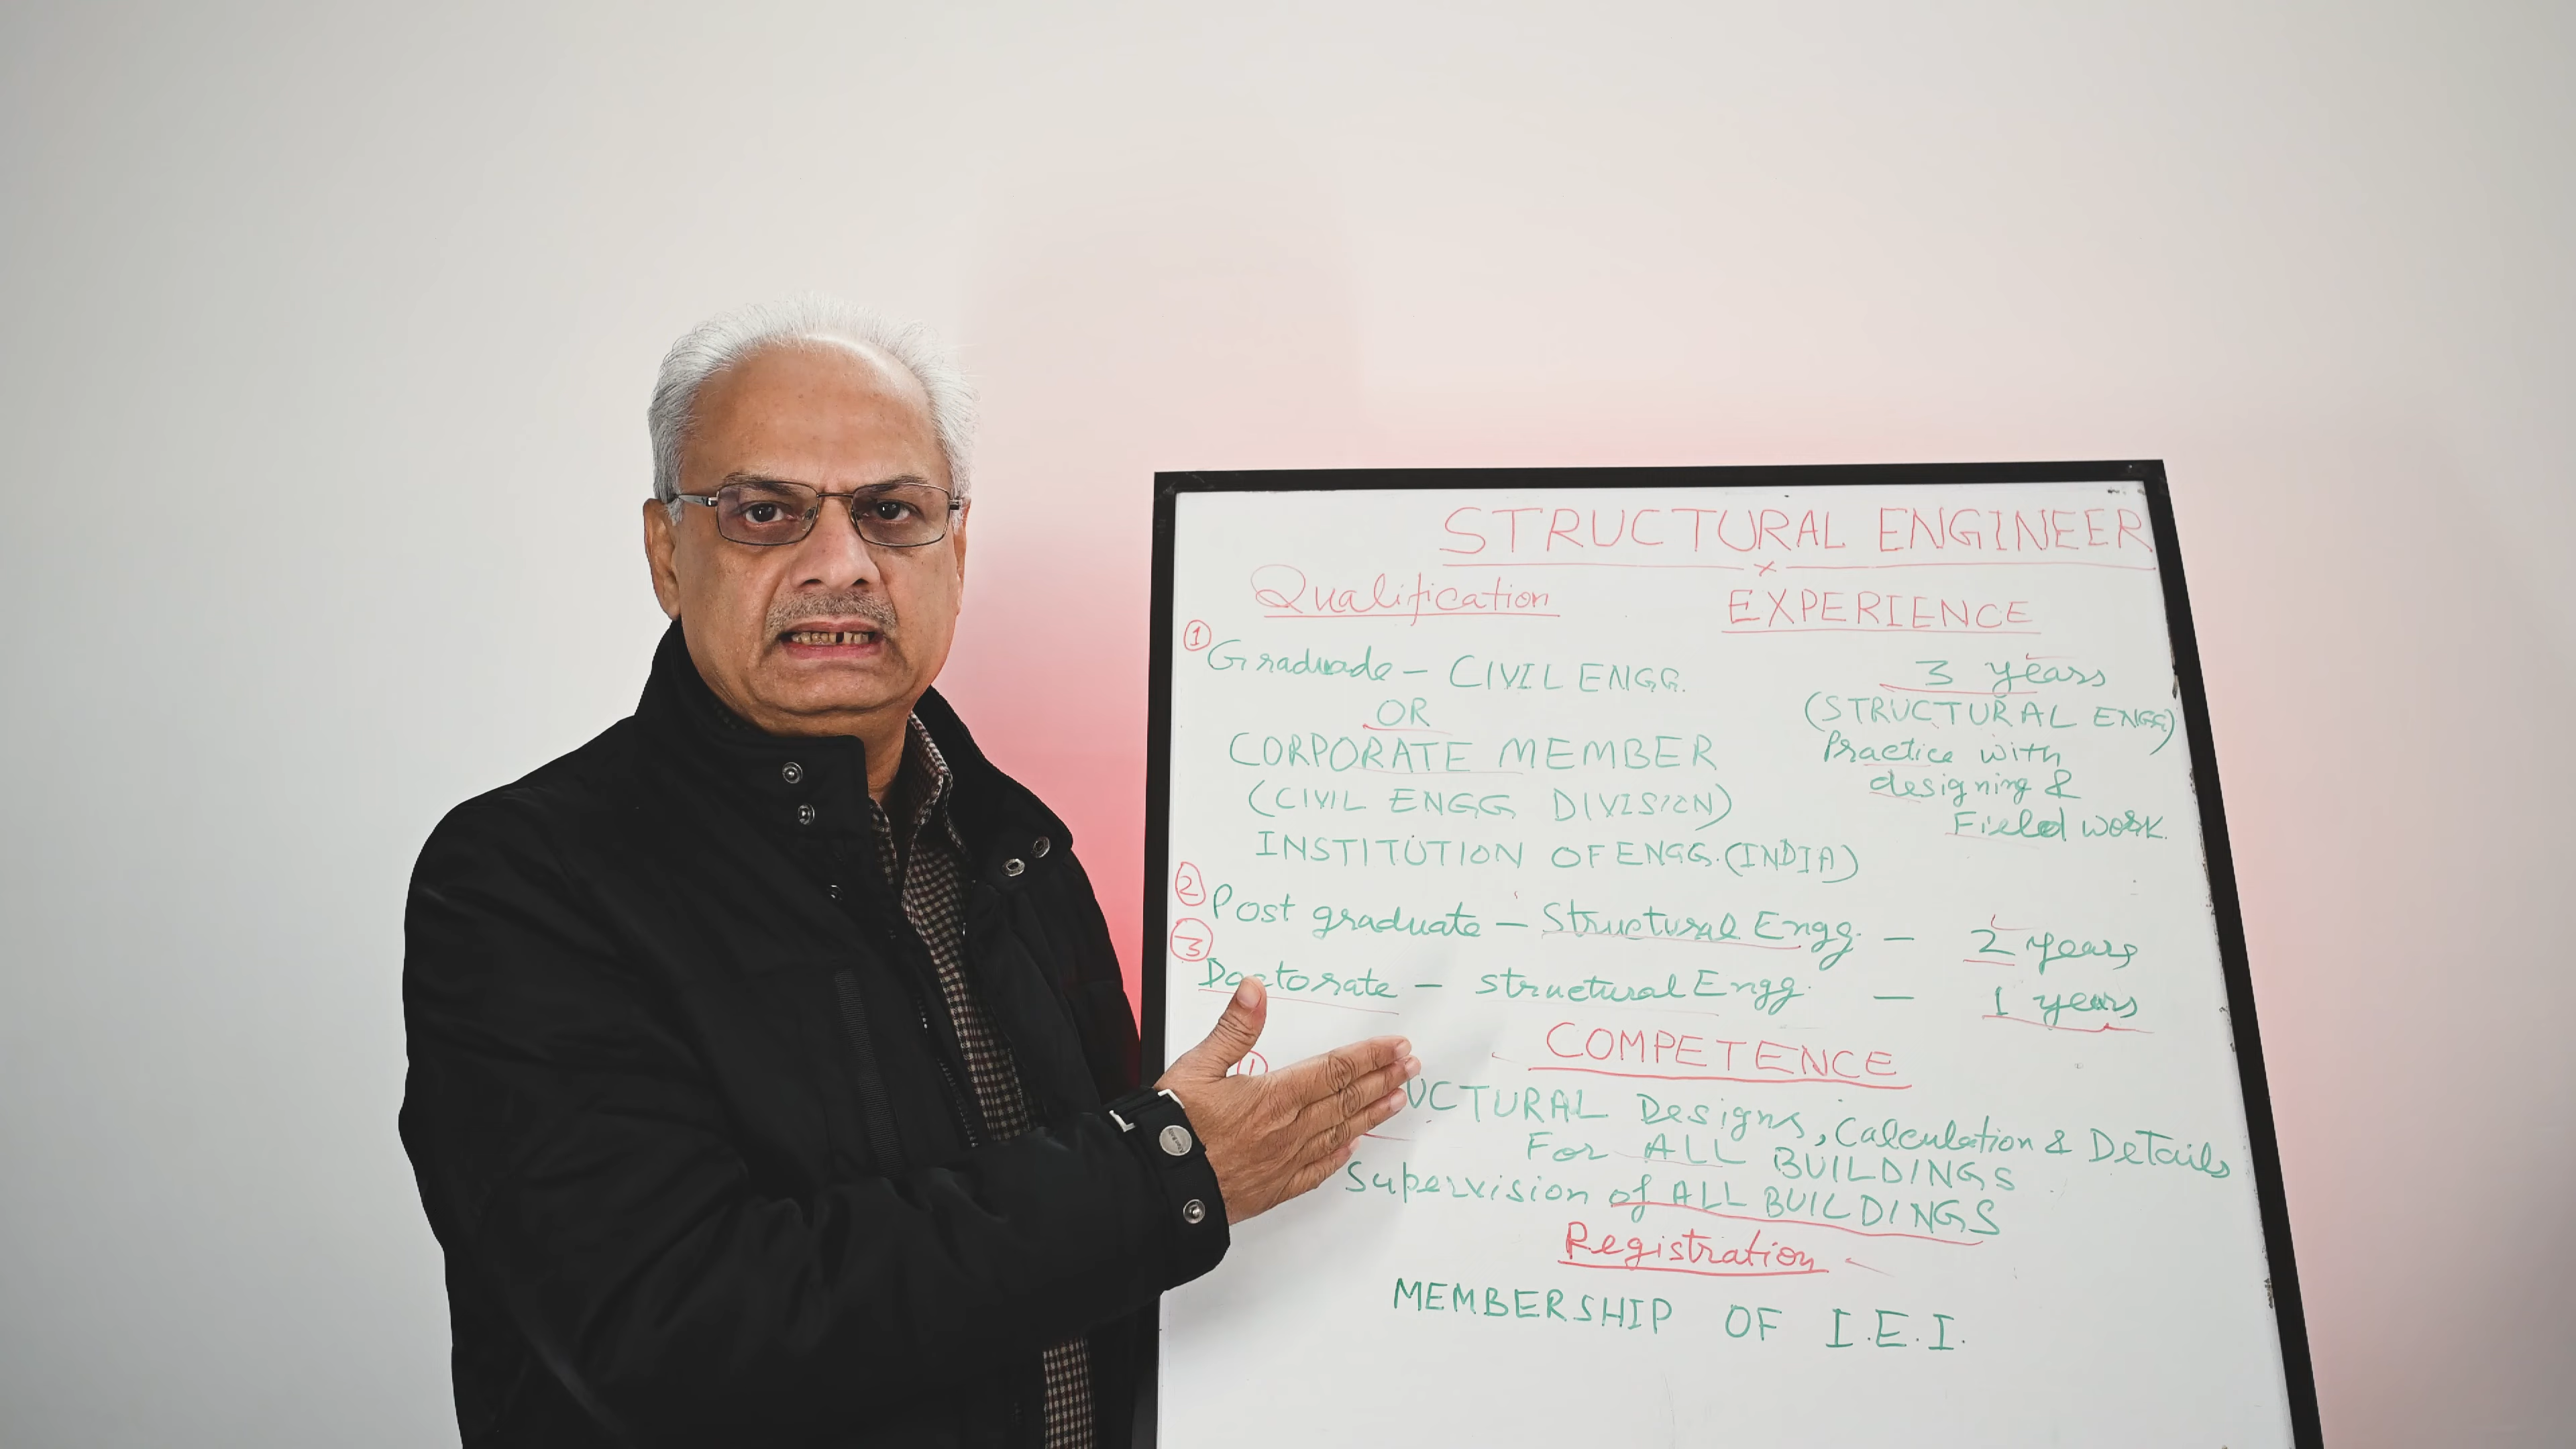 STRUCTURAL ENGINEER
Qualification
EXPERIENCE
① Graduade - CIVIL ENGG.
3 years
OR
(STRUCTURAL ENGG)
CORPORATE MEMBER
Practice with
(CIVIL ENGG DIVISION)
designing &
INSTITUTION OF ENGG. (INDIA)
Field work.
② Post graduate - Structural Engg. - 2 years
③ Doctorate - structural Engg. - 1 years
COMPETENCE
UCTURAL Designs, Calculation & Details
For ALL BUILDINGS
Supervision of ALL BUILDINGS
Registration
MEMBERSHIP OF I.E.I.